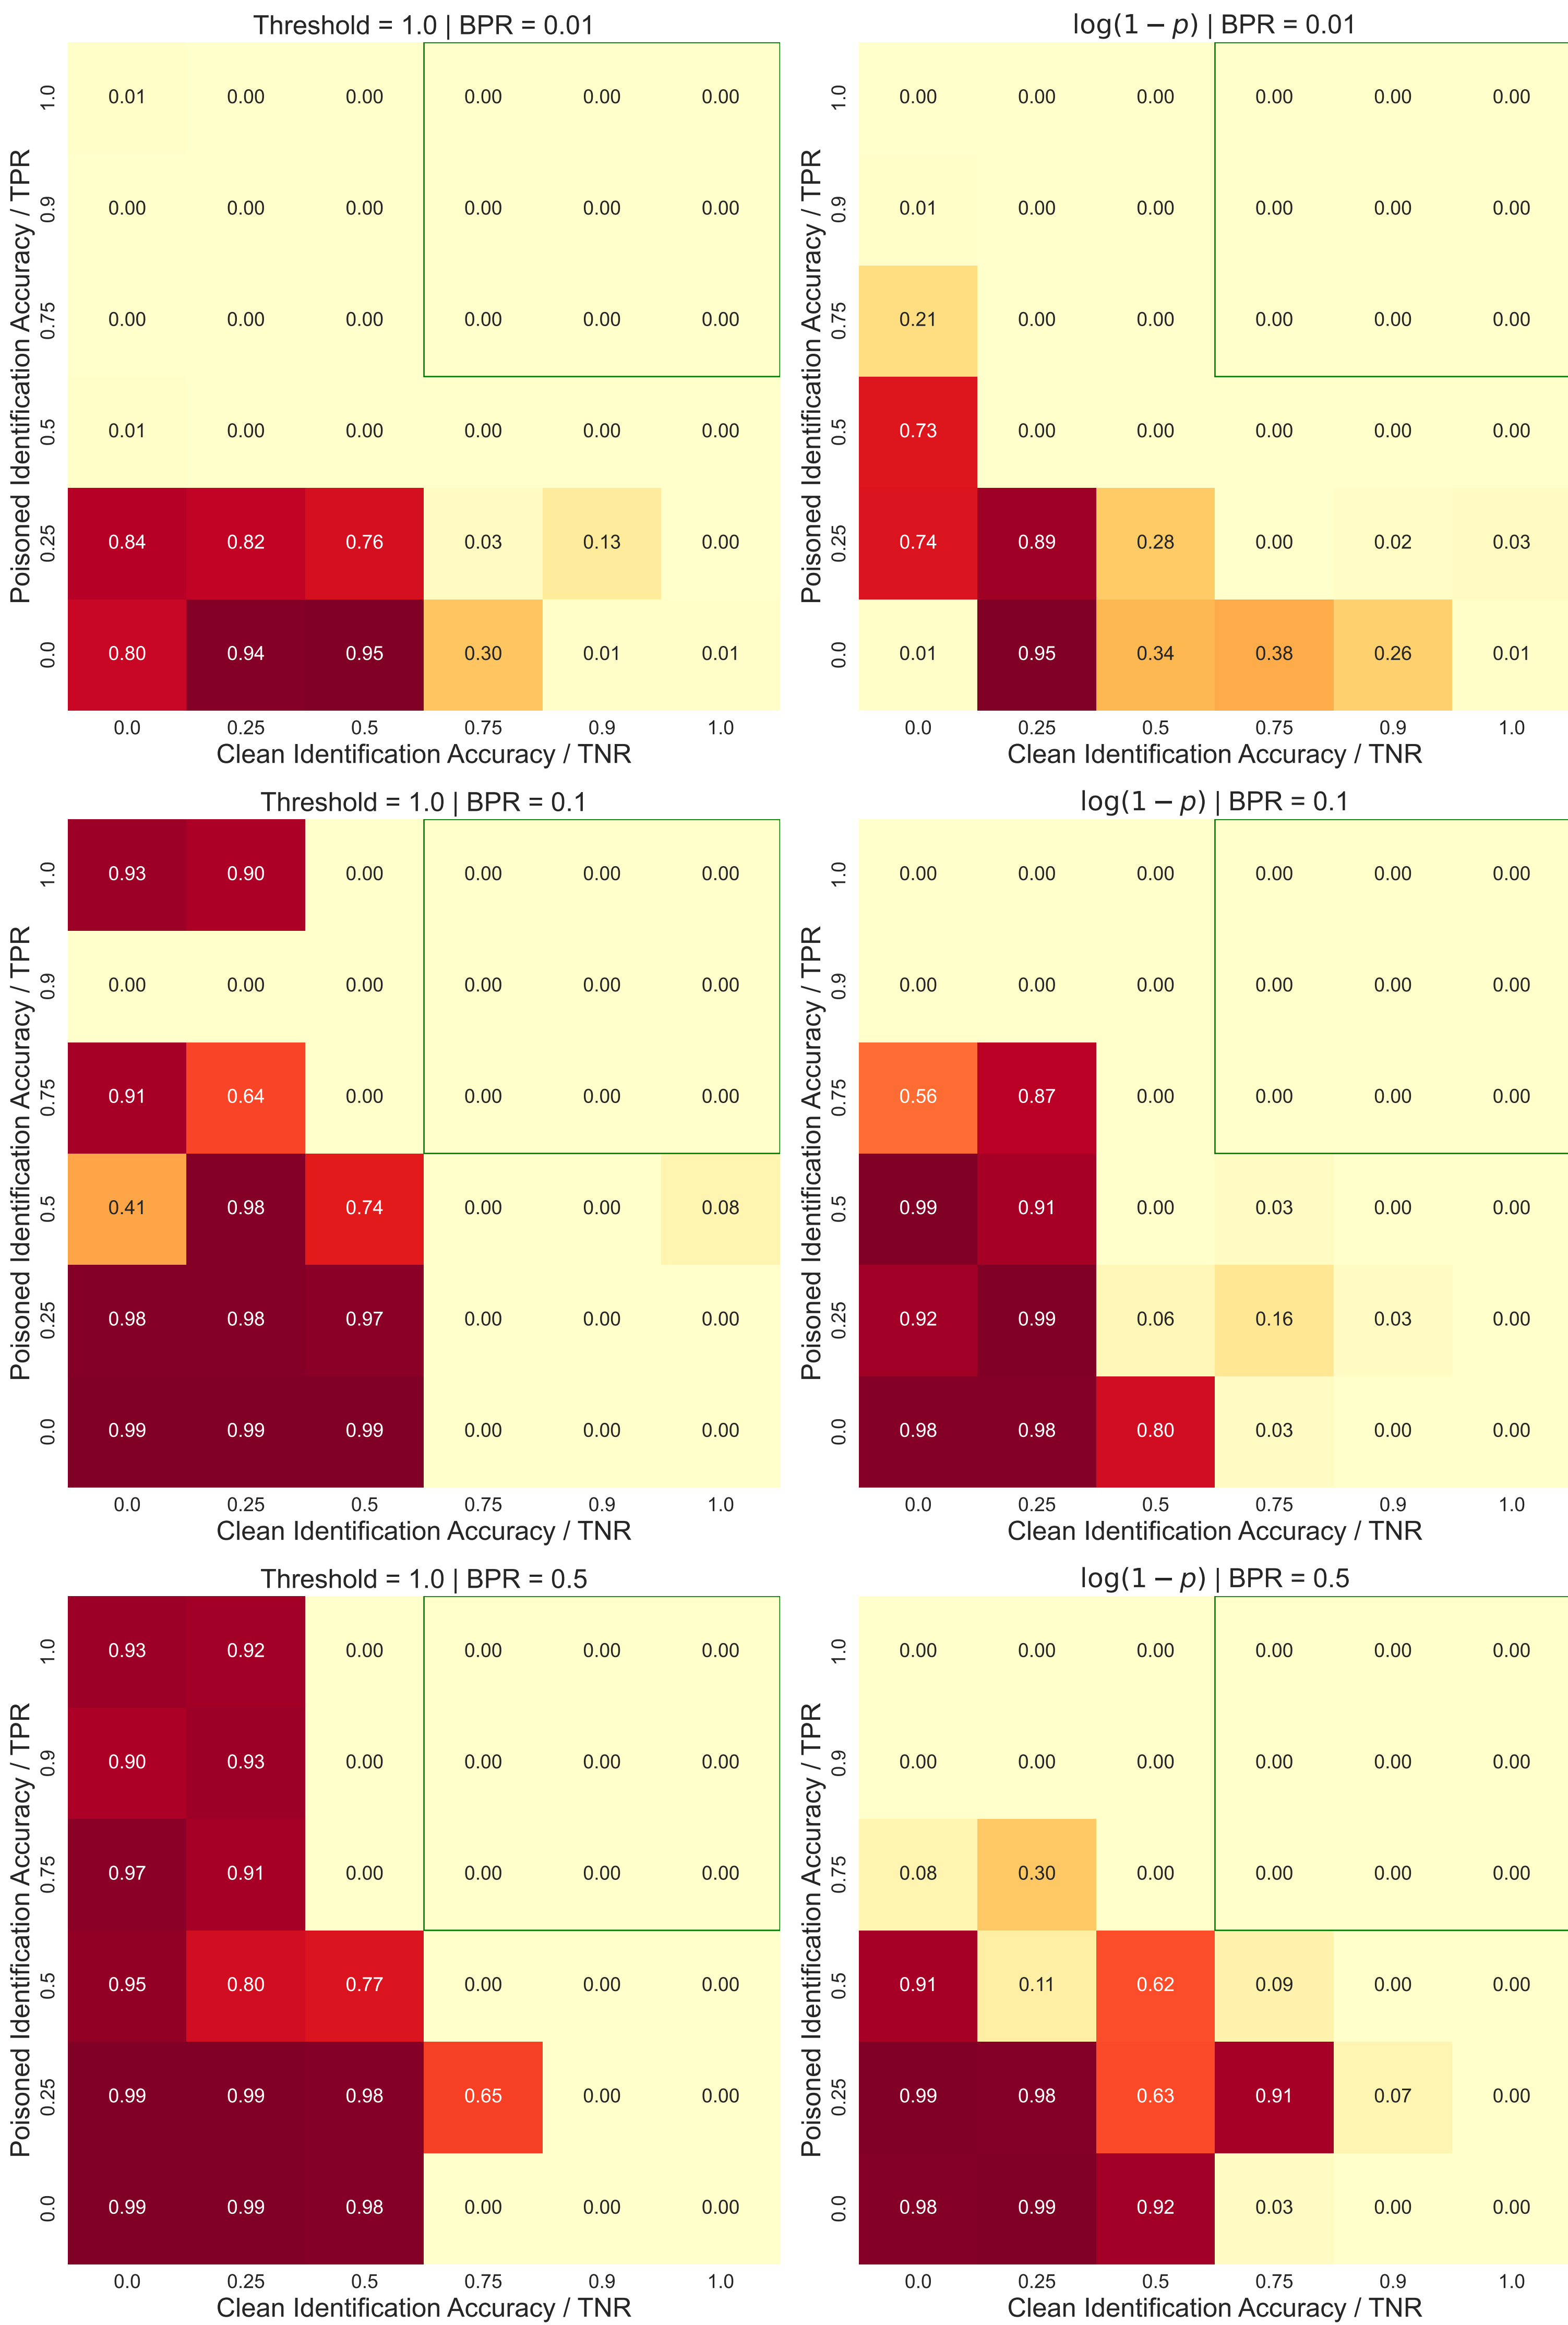 Threshold = 1.0 | BPR = 0.01
Poisoned Identification Accuracy / TPR
1.0 0.01 0.00 0.00 0.00 0.00 0.00
0.9 0.00 0.00 0.00 0.00 0.00 0.00
0.75 0.00 0.00 0.00 0.00 0.00 0.00
0.5 0.01 0.00 0.00 0.00 0.00 0.00
0.25 0.84 0.82 0.76 0.03 0.13 0.00
0.0 0.80 0.94 0.95 0.30 0.01 0.01
0.0 0.25 0.5 0.75 0.9 1.0
Clean Identification Accuracy / TNR
log(1 − p) | BPR = 0.01
Poisoned Identification Accuracy / TPR
1.0 0.00 0.00 0.00 0.00 0.00 0.00
0.9 0.01 0.00 0.00 0.00 0.00 0.00
0.75 0.21 0.00 0.00 0.00 0.00 0.00
0.5 0.73 0.00 0.00 0.00 0.00 0.00
0.25 0.74 0.89 0.28 0.00 0.02 0.03
0.0 0.01 0.95 0.34 0.38 0.26 0.01
0.0 0.25 0.5 0.75 0.9 1.0
Clean Identification Accuracy / TNR
Threshold = 1.0 | BPR = 0.1
Poisoned Identification Accuracy / TPR
1.0 0.93 0.90 0.00 0.00 0.00 0.00
0.9 0.00 0.00 0.00 0.00 0.00 0.00
0.75 0.91 0.64 0.00 0.00 0.00 0.00
0.5 0.41 0.98 0.74 0.00 0.00 0.08
0.25 0.98 0.98 0.97 0.00 0.00 0.00
0.0 0.99 0.99 0.99 0.00 0.00 0.00
0.0 0.25 0.5 0.75 0.9 1.0
Clean Identification Accuracy / TNR
log(1 − p) | BPR = 0.1
Poisoned Identification Accuracy / TPR
1.0 0.00 0.00 0.00 0.00 0.00 0.00
0.9 0.00 0.00 0.00 0.00 0.00 0.00
0.75 0.56 0.87 0.00 0.00 0.00 0.00
0.5 0.99 0.91 0.00 0.03 0.00 0.00
0.25 0.92 0.99 0.06 0.16 0.03 0.00
0.0 0.98 0.98 0.80 0.03 0.00 0.00
0.0 0.25 0.5 0.75 0.9 1.0
Clean Identification Accuracy / TNR
Threshold = 1.0 | BPR = 0.5
Poisoned Identification Accuracy / TPR
1.0 0.93 0.92 0.00 0.00 0.00 0.00
0.9 0.90 0.93 0.00 0.00 0.00 0.00
0.75 0.97 0.91 0.00 0.00 0.00 0.00
0.5 0.95 0.80 0.77 0.00 0.00 0.00
0.25 0.99 0.99 0.98 0.65 0.00 0.00
0.0 0.99 0.99 0.98 0.00 0.00 0.00
0.0 0.25 0.5 0.75 0.9 1.0
Clean Identification Accuracy / TNR
log(1 − p) | BPR = 0.5
Poisoned Identification Accuracy / TPR
1.0 0.00 0.00 0.00 0.00 0.00 0.00
0.9 0.00 0.00 0.00 0.00 0.00 0.00
0.75 0.08 0.30 0.00 0.00 0.00 0.00
0.5 0.91 0.11 0.62 0.09 0.00 0.00
0.25 0.99 0.98 0.63 0.91 0.07 0.00
0.0 0.98 0.99 0.92 0.03 0.00 0.00
0.0 0.25 0.5 0.75 0.9 1.0
Clean Identification Accuracy / TNR